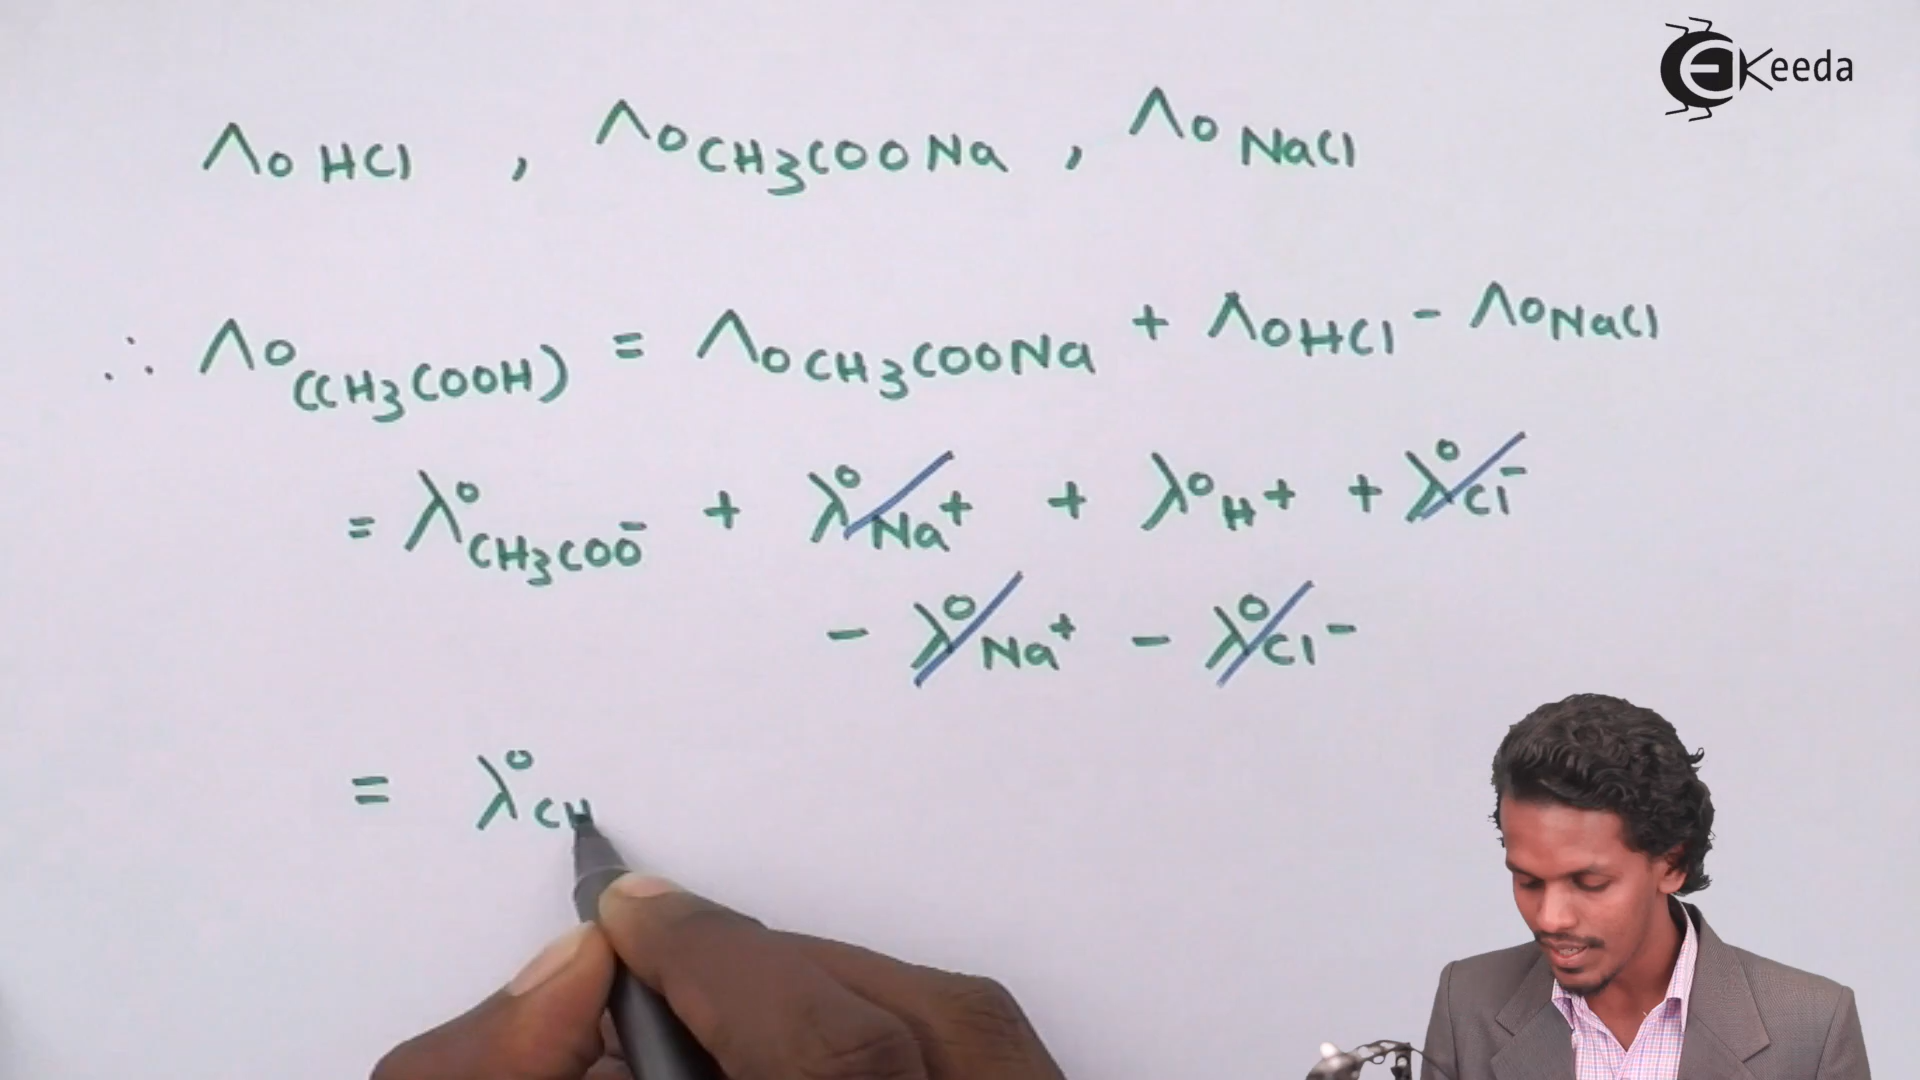 EKeeda
Λo HCl , Λo CH3COONa , Λo NaCl
∴ Λo (CH3COOH) = Λo CH3COONa + Λo HCl - Λo NaCl
= λ° CH3COO⁻ + λ° Na⁺ + λ° H⁺ + λ° Cl⁻
- λ° Na⁺ - λ° Cl⁻
= λ° CH